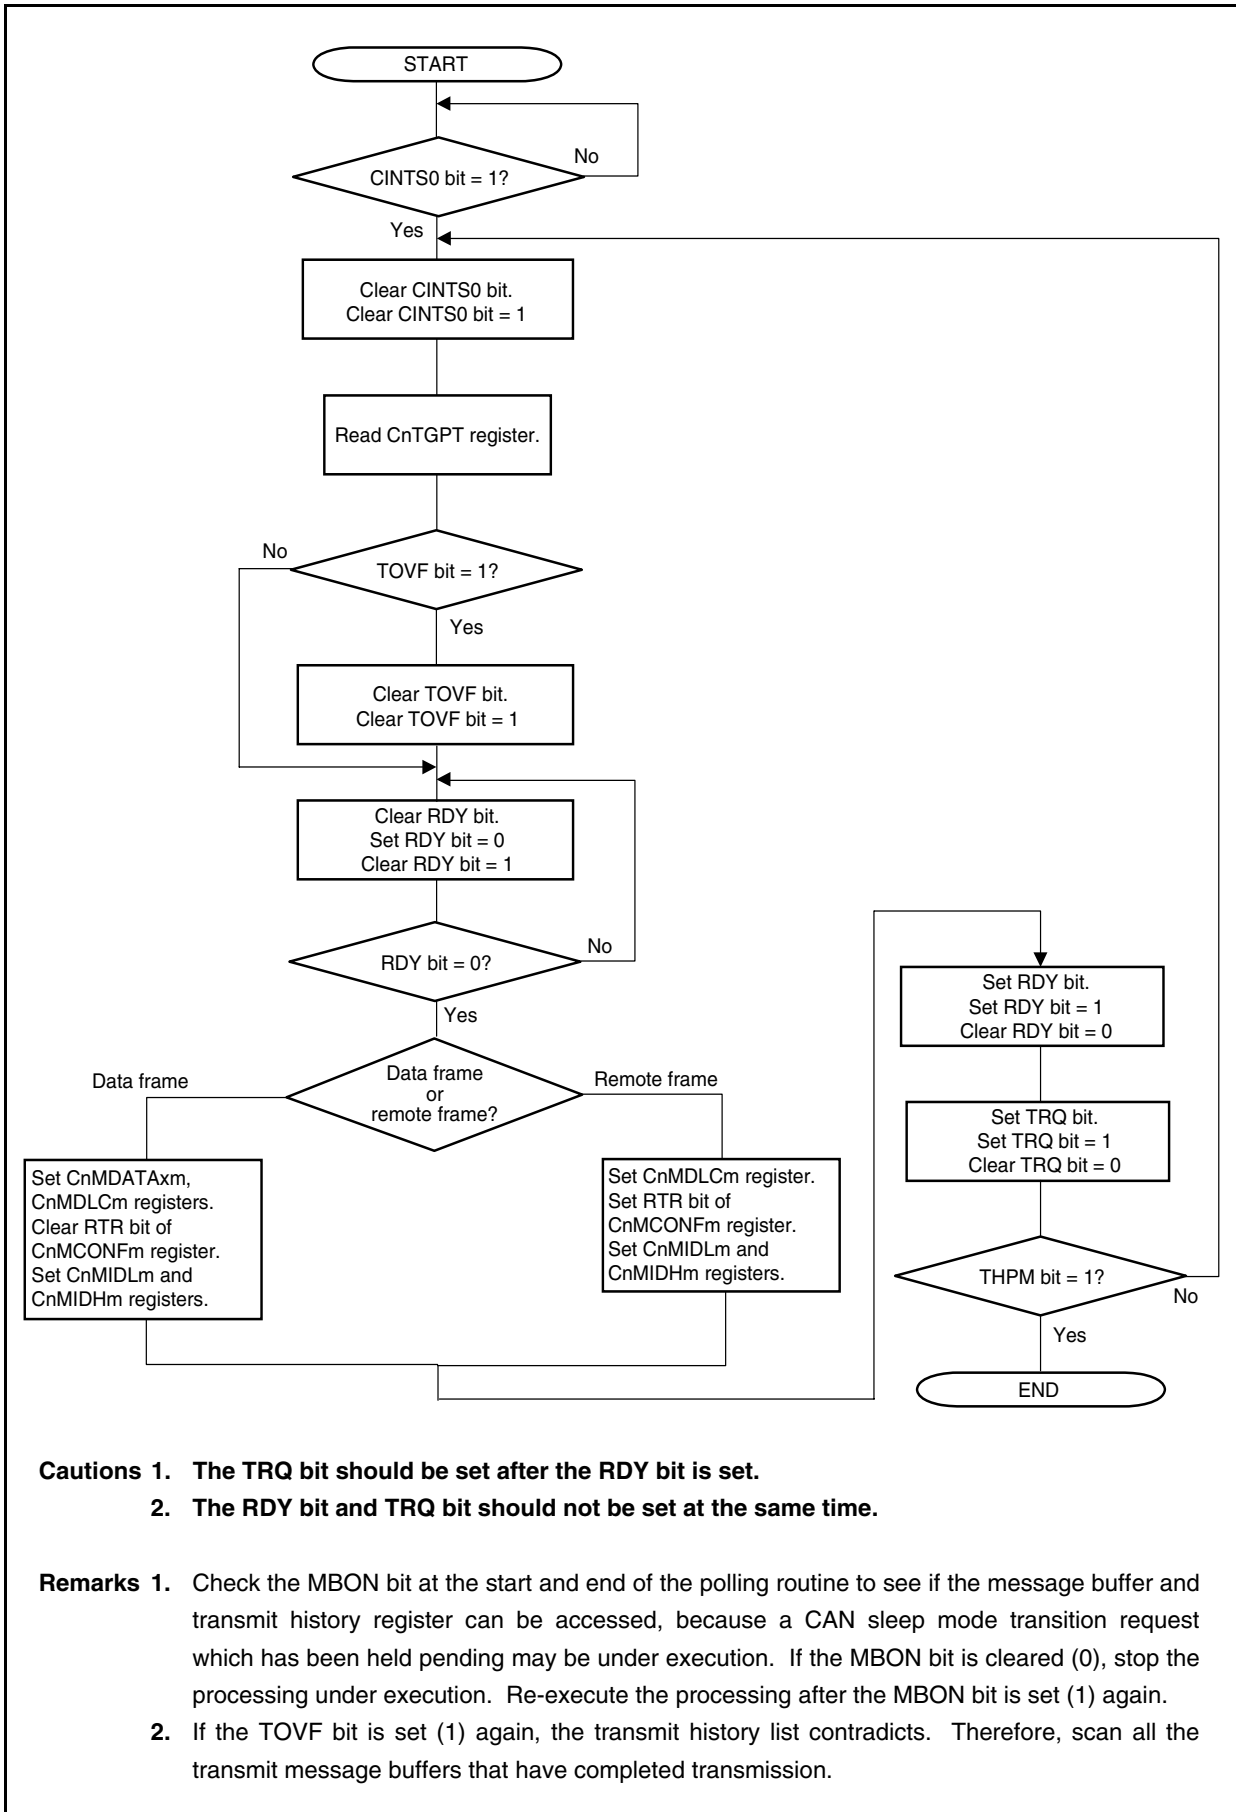 START
No
CINTS0 bit = 1?
Yes
Clear CINTS0 bit.
Clear CINTS0 bit = 1
Read CnTGPT register.
No
TOVF bit = 1?
Yes
Clear TOVF bit.
Clear TOVF bit = 1
Clear RDY bit.
Set RDY bit = 0
Clear RDY bit = 1
No
RDY bit = 0?
Yes
Data frame
Data frame
or
remote frame?
Remote frame
Set CnMDATAxm,
CnMDLCm registers.
Clear RTR bit of
CnMCONFm register.
Set CnMIDLm and
CnMIDHm registers.
Set CnMDLCm register.
Set RTR bit of
CnMCONFm register.
Set CnMIDLm and
CnMIDHm registers.
Set RDY bit.
Set RDY bit = 1
Clear RDY bit = 0
Set TRQ bit.
Set TRQ bit = 1
Clear TRQ bit = 0
THPM bit = 1?
No
Yes
END
Cautions 1. The TRQ bit should be set after the RDY bit is set.
2. The RDY bit and TRQ bit should not be set at the same time.
Remarks 1. Check the MBON bit at the start and end of the polling routine to see if the message buffer and
transmit history register can be accessed, because a CAN sleep mode transition request
which has been held pending may be under execution. If the MBON bit is cleared (0), stop the
processing under execution. Re-execute the processing after the MBON bit is set (1) again.
2. If the TOVF bit is set (1) again, the transmit history list contradicts. Therefore, scan all the
transmit message buffers that have completed transmission.